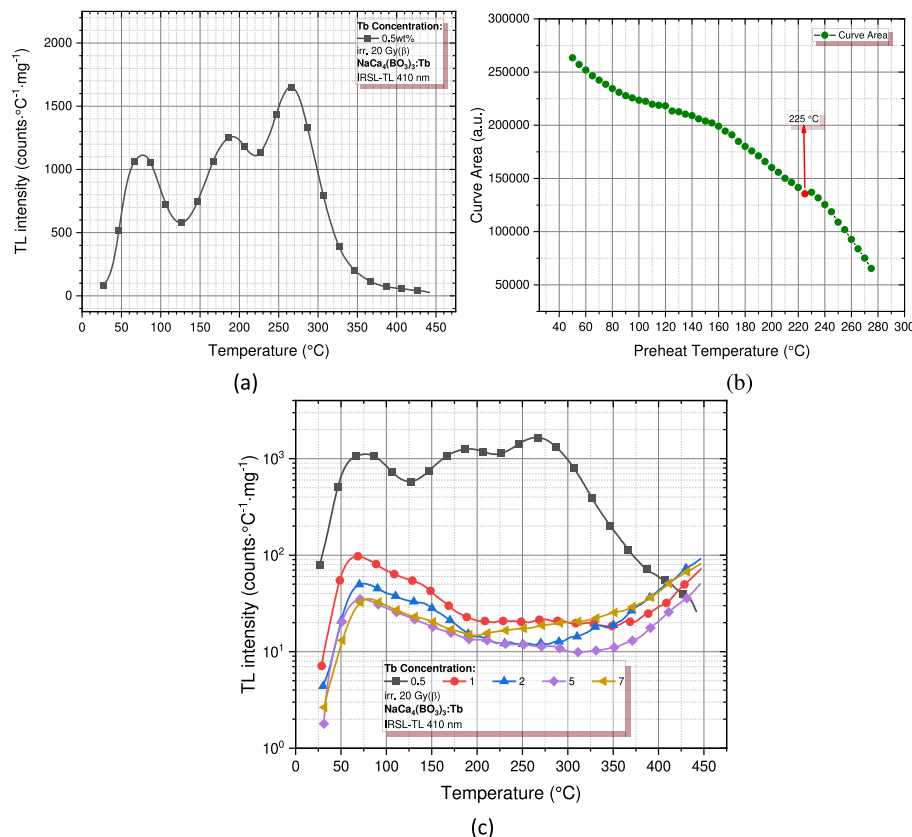 2000
1500
1000
500
0
0 50 100 150 200 250 300 350 400 450
TL intensity (counts·°C⁻¹·mg⁻¹)
Temperature (°C)
Tb Concentration:
0.5wt%
irr. 20 Gy(β)
NaCa₄(BO₃)₃:Tb
IRSL-TL 410 nm
(a)
300000
250000
200000
150000
100000
50000
40 60 80 100 120 140 160 180 200 220 240 260 280 300
Curve Area (a.u.)
Preheat Temperature (°C)
Curve Area
225 °C
(b)
10³
10²
10¹
10⁰
0 50 100 150 200 250 300 350 400 450
TL intensity (counts·°C⁻¹·mg⁻¹)
Temperature (°C)
Tb Concentration:
0.5 1 2 5 7
irr. 20 Gy(β)
NaCa₄(BO₃)₃:Tb
IRSL-TL 410 nm
(c)